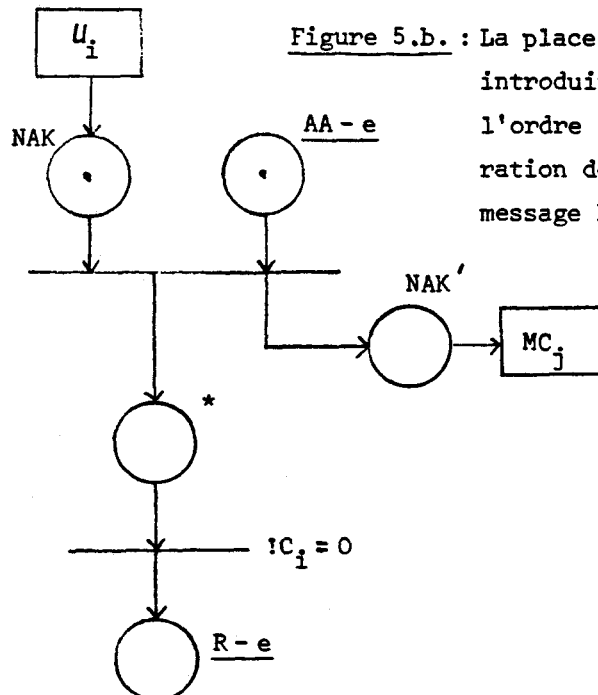 U_i
Figure 5.b. : La place
introdui
NAK
AA - e
l'ordre
ration d
message
NAK'
MC_j
*
!C_i = 0
R - e